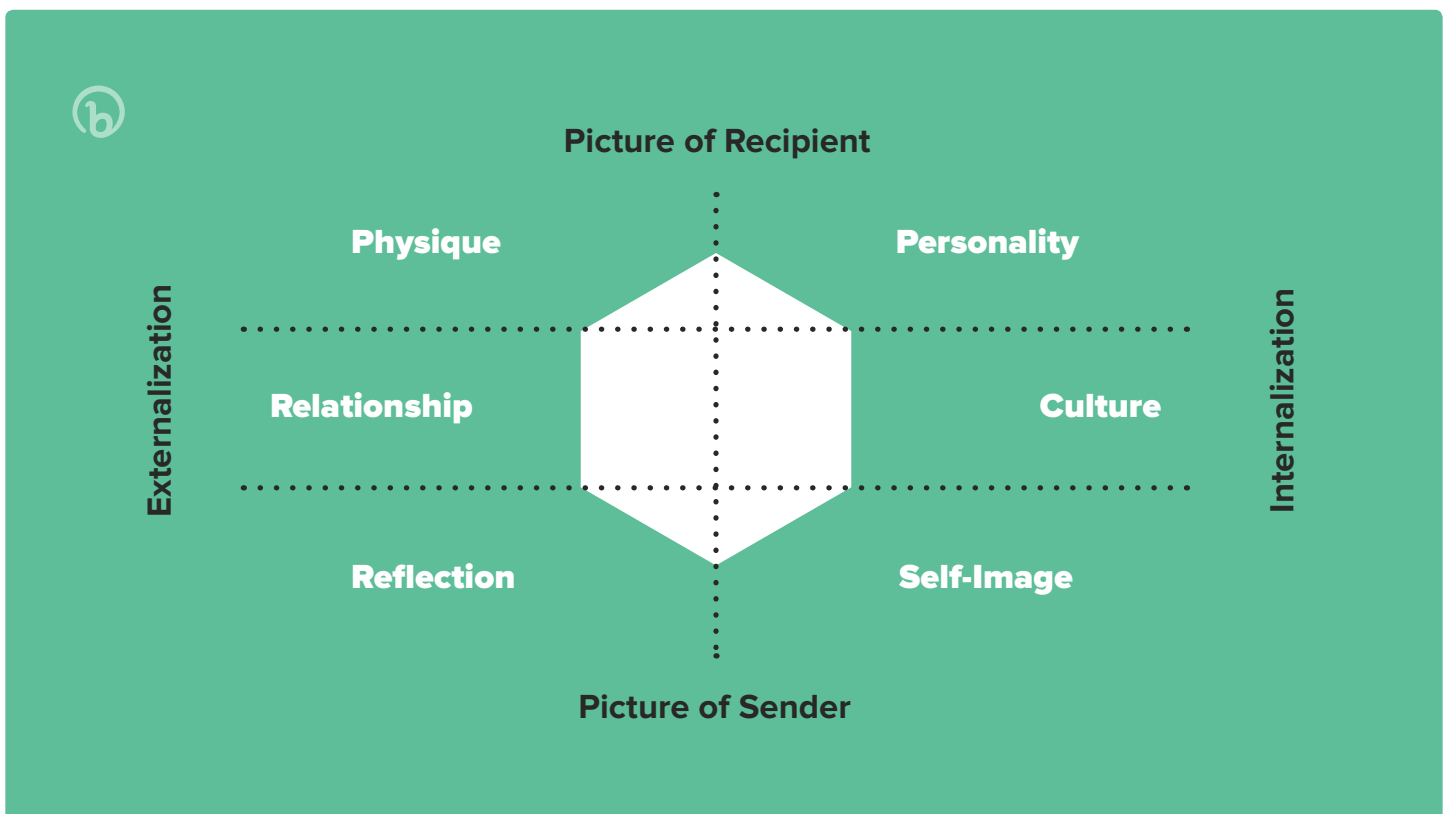 b
Picture of Recipient
Physique
Personality
Externalization
Relationship
Culture
Internalization
Reflection
Self-Image
Picture of Sender